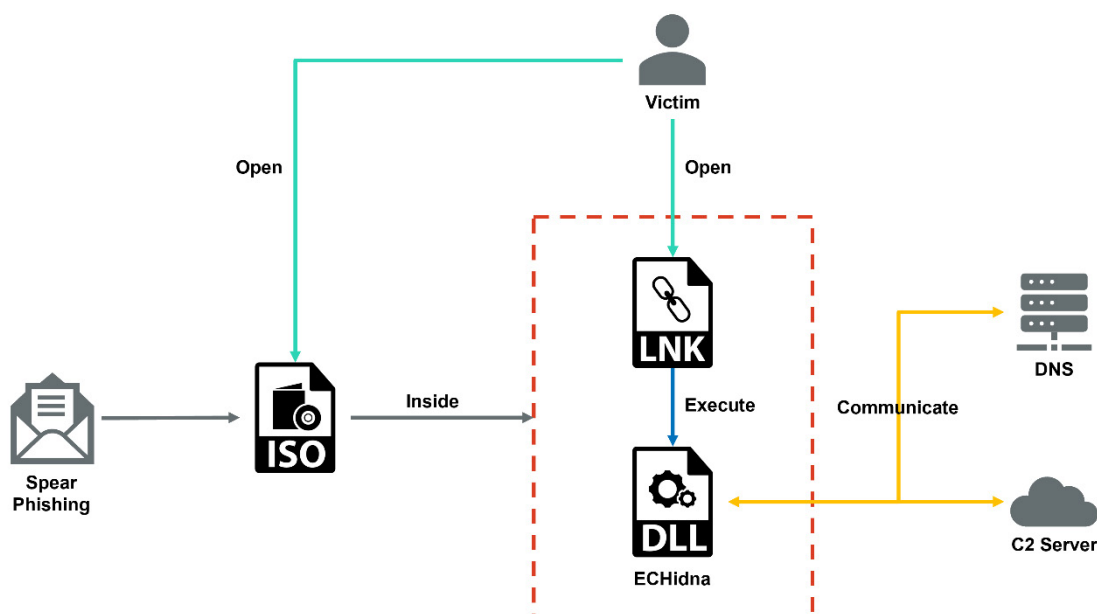 Victim
Open
Open
LNK
DNS
Inside
Execute
Communicate
ISO
Spear
Phishing
DLL
C2 Server
ECHidna